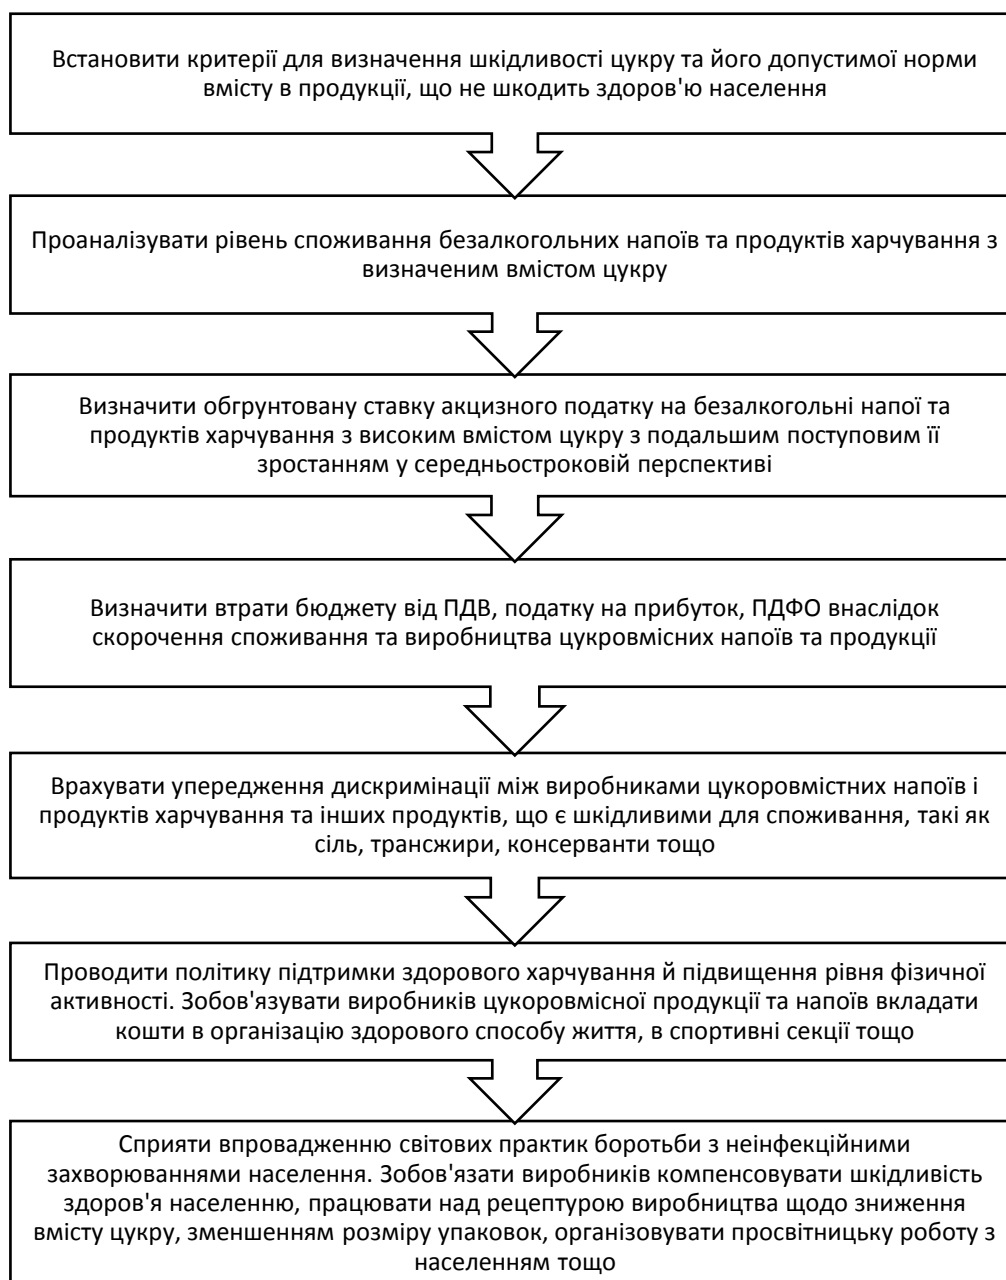 Встановити критерії для визначення шкідливості цукру та його допустимої норми
вмісту в продукції, що не шкодить здоров'ю населення
Проаналізувати рівень споживання безалкогольних напоїв та продуктів харчування з
визначеним вмістом цукру
Визначити обгрунтовану ставку акцизного податку на безалкогольні напої та
продуктів харчування з високим вмістом цукру з подальшим поступовим її
зростанням у середньостроковій перспективі
Визначити втрати бюджету від ПДВ, податку на прибуток, ПДФО внаслідок
скорочення споживання та виробництва цукровмісних напоїв та продукції
Врахувати упередження дискримінації між виробниками цукоровмістних напоїв і
продуктів харчування та інших продуктів, що є шкідливими для споживання, такі як
сіль, трансжири, консерванти тощо
Проводити політику підтримки здорового харчування й підвищення рівня фізичної
активності. Зобов'язувати виробників цукоровмісної продукції та напоїв вкладати
кошти в організацію здорового способу життя, в спортивні секції тощо
Сприяти впровадженню світових практик боротьби з неінфекційними
захворюваннями населення. Зобов'язати виробників компенсовувати шкідливість
здоров'я населенню, працювати над рецептурою виробництва щодо зниження
вмісту цукру, зменшенням розміру упаковок, організовувати просвітницьку роботу з
населенням тощо